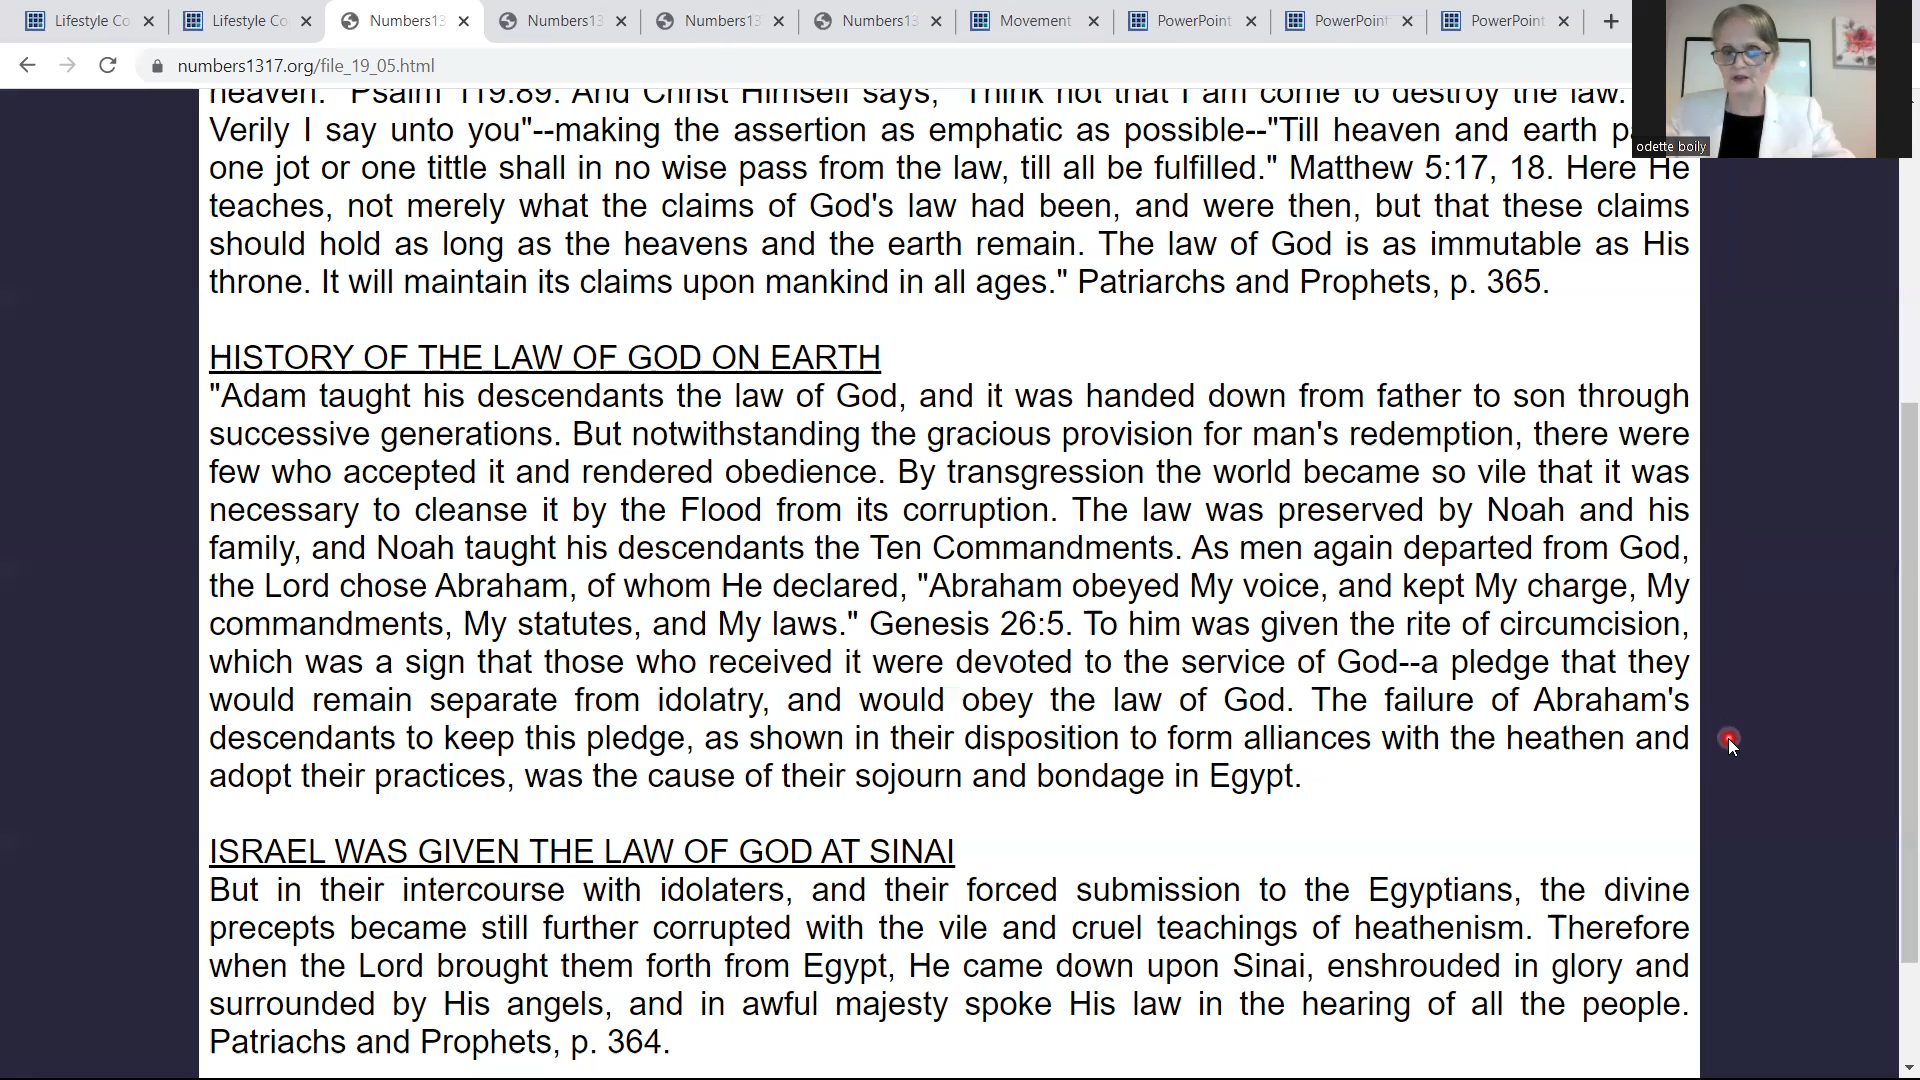 Lifestyle Co
Lifestyle Co
Numbers13
Numbers13
Numbers13
Numbers13
Movement
PowerPoint
PowerPoint
PowerPoint
numbers1317.org/file_19_05.html
odette boily
heaven." Psalm 119:89. And Christ Himself says, "Think not that I am come to destroy the law.
Verily I say unto you"--making the assertion as emphatic as possible--"Till heaven and earth
one jot or one tittle shall in no wise pass from the law, till all be fulfilled." Matthew 5:17, 18. Here He
teaches, not merely what the claims of God's law had been, and were then, but that these claims
should hold as long as the heavens and the earth remain. The law of God is as immutable as His
throne. It will maintain its claims upon mankind in all ages." Patriarchs and Prophets, p. 365.
HISTORY OF THE LAW OF GOD ON EARTH
"Adam taught his descendants the law of God, and it was handed down from father to son through
successive generations. But notwithstanding the gracious provision for man's redemption, there were
few who accepted it and rendered obedience. By transgression the world became so vile that it was
necessary to cleanse it by the Flood from its corruption. The law was preserved by Noah and his
family, and Noah taught his descendants the Ten Commandments. As men again departed from God,
the Lord chose Abraham, of whom He declared, "Abraham obeyed My voice, and kept My charge, My
commandments, My statutes, and My laws." Genesis 26:5. To him was given the rite of circumcision,
which was a sign that those who received it were devoted to the service of God--a pledge that they
would remain separate from idolatry, and would obey the law of God. The failure of Abraham's
descendants to keep this pledge, as shown in their disposition to form alliances with the heathen and
adopt their practices, was the cause of their sojourn and bondage in Egypt.
ISRAEL WAS GIVEN THE LAW OF GOD AT SINAI
But in their intercourse with idolaters, and their forced submission to the Egyptians, the divine
precepts became still further corrupted with the vile and cruel teachings of heathenism. Therefore
when the Lord brought them forth from Egypt, He came down upon Sinai, enshrouded in glory and
surrounded by His angels, and in awful majesty spoke His law in the hearing of all the people.
Patriachs and Prophets, p. 364.